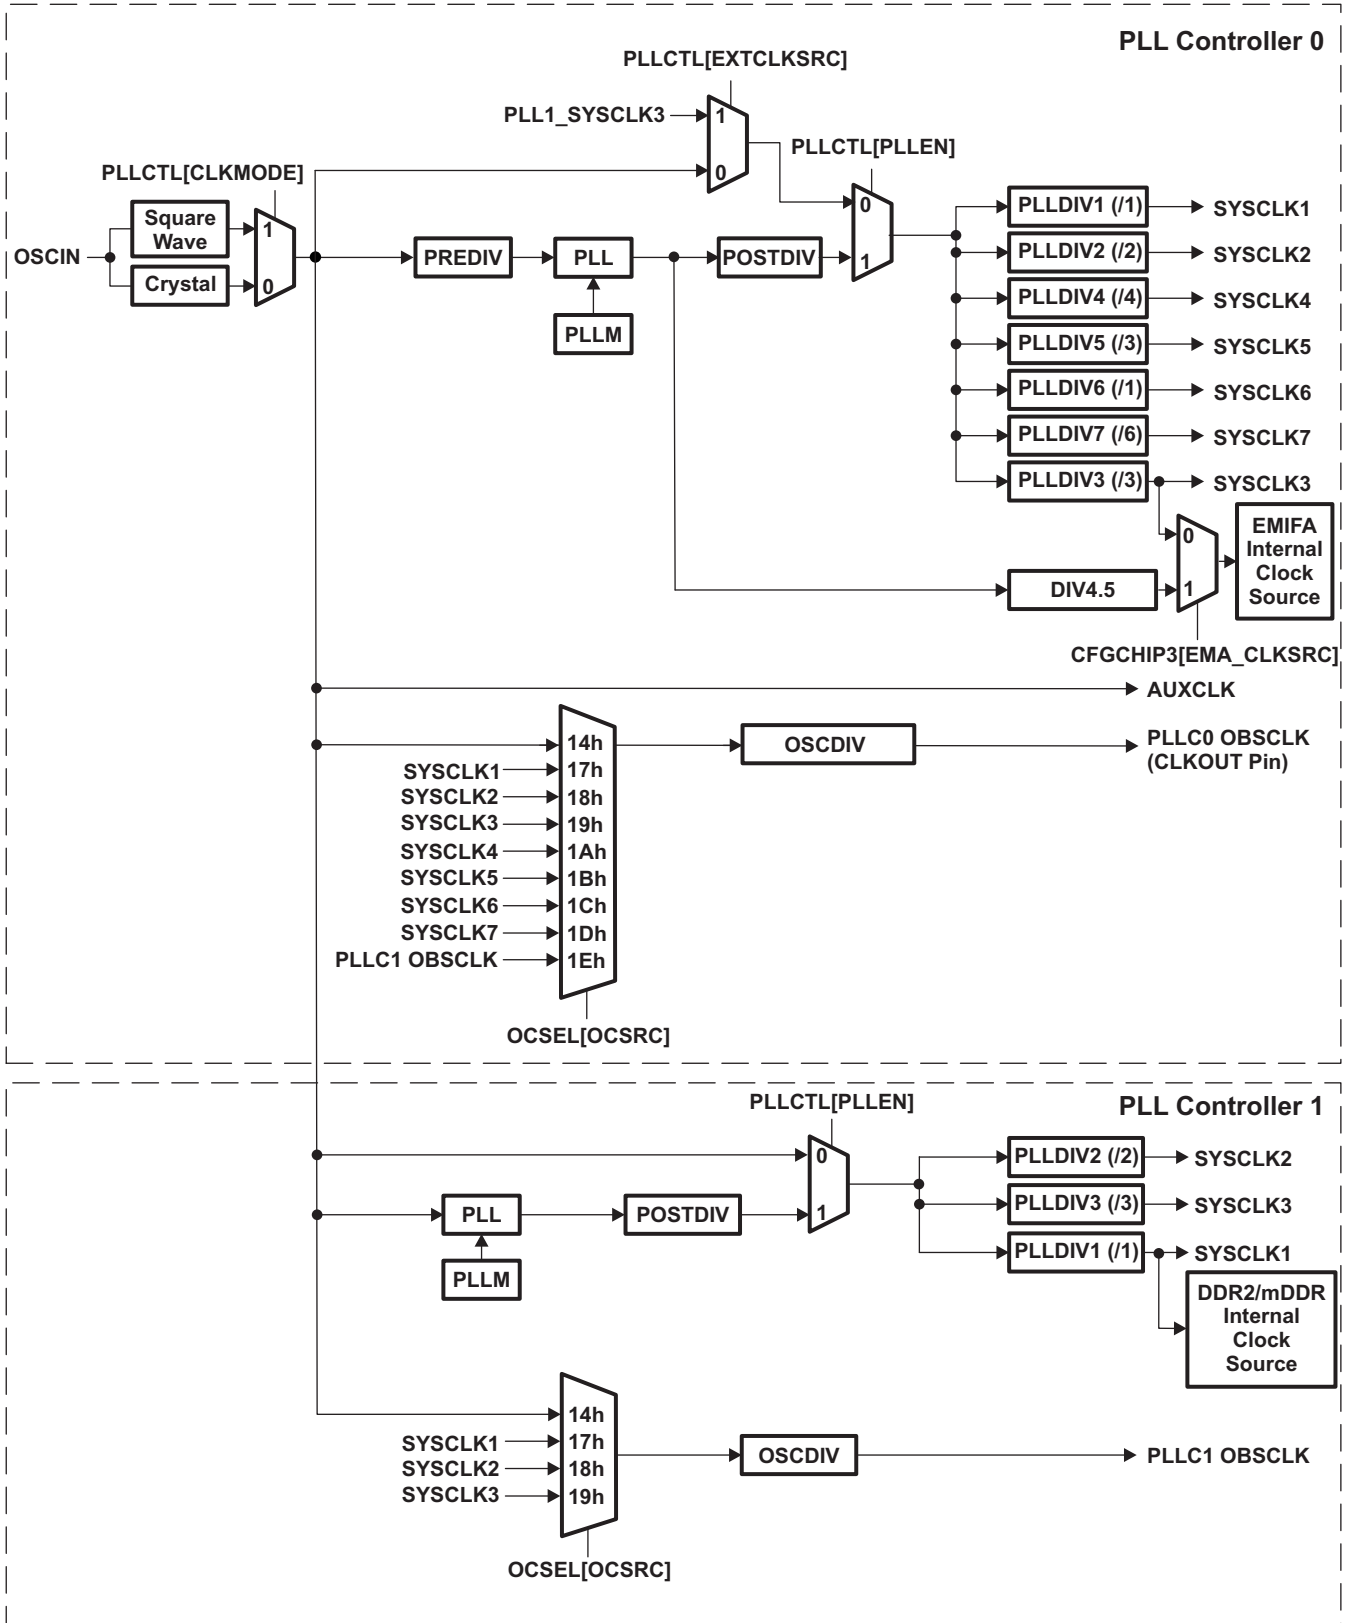 PLL Controller 0
PLLCTL[EXTCLKSRC]
PLL1_SYSCLK3
1
0
PLLCTL[PLLEN]
0
1
PLLCTL[CLKMODE]
OSCIN
Square
Wave
Crystal
1
0
PREDIV
PLL
PLLM
POSTDIV
PLLDIV1 (/1)
SYSCLK1
PLLDIV2 (/2)
SYSCLK2
PLLDIV4 (/4)
SYSCLK4
PLLDIV5 (/3)
SYSCLK5
PLLDIV6 (/1)
SYSCLK6
PLLDIV7 (/6)
SYSCLK7
PLLDIV3 (/3)
SYSCLK3
0
1
EMIFA
Internal
Clock
Source
DIV4.5
CFGCHIP3[EMA_CLKSRC]
AUXCLK
14h
OSCDIV
PLLC0 OBSCLK
(CLKOUT Pin)
SYSCLK1
17h
SYSCLK2
18h
SYSCLK3
19h
SYSCLK4
1Ah
SYSCLK5
1Bh
SYSCLK6
1Ch
SYSCLK7
1Dh
PLLC1 OBSCLK
1Eh
OCSEL[OCSRC]
PLL Controller 1
PLLCTL[PLLEN]
0
1
PLL
PLLM
POSTDIV
PLLDIV2 (/2)
SYSCLK2
PLLDIV3 (/3)
SYSCLK3
PLLDIV1 (/1)
SYSCLK1
DDR2/mDDR
Internal
Clock
Source
14h
SYSCLK1
17h
SYSCLK2
18h
SYSCLK3
19h
OSCDIV
PLLC1 OBSCLK
OCSEL[OCSRC]